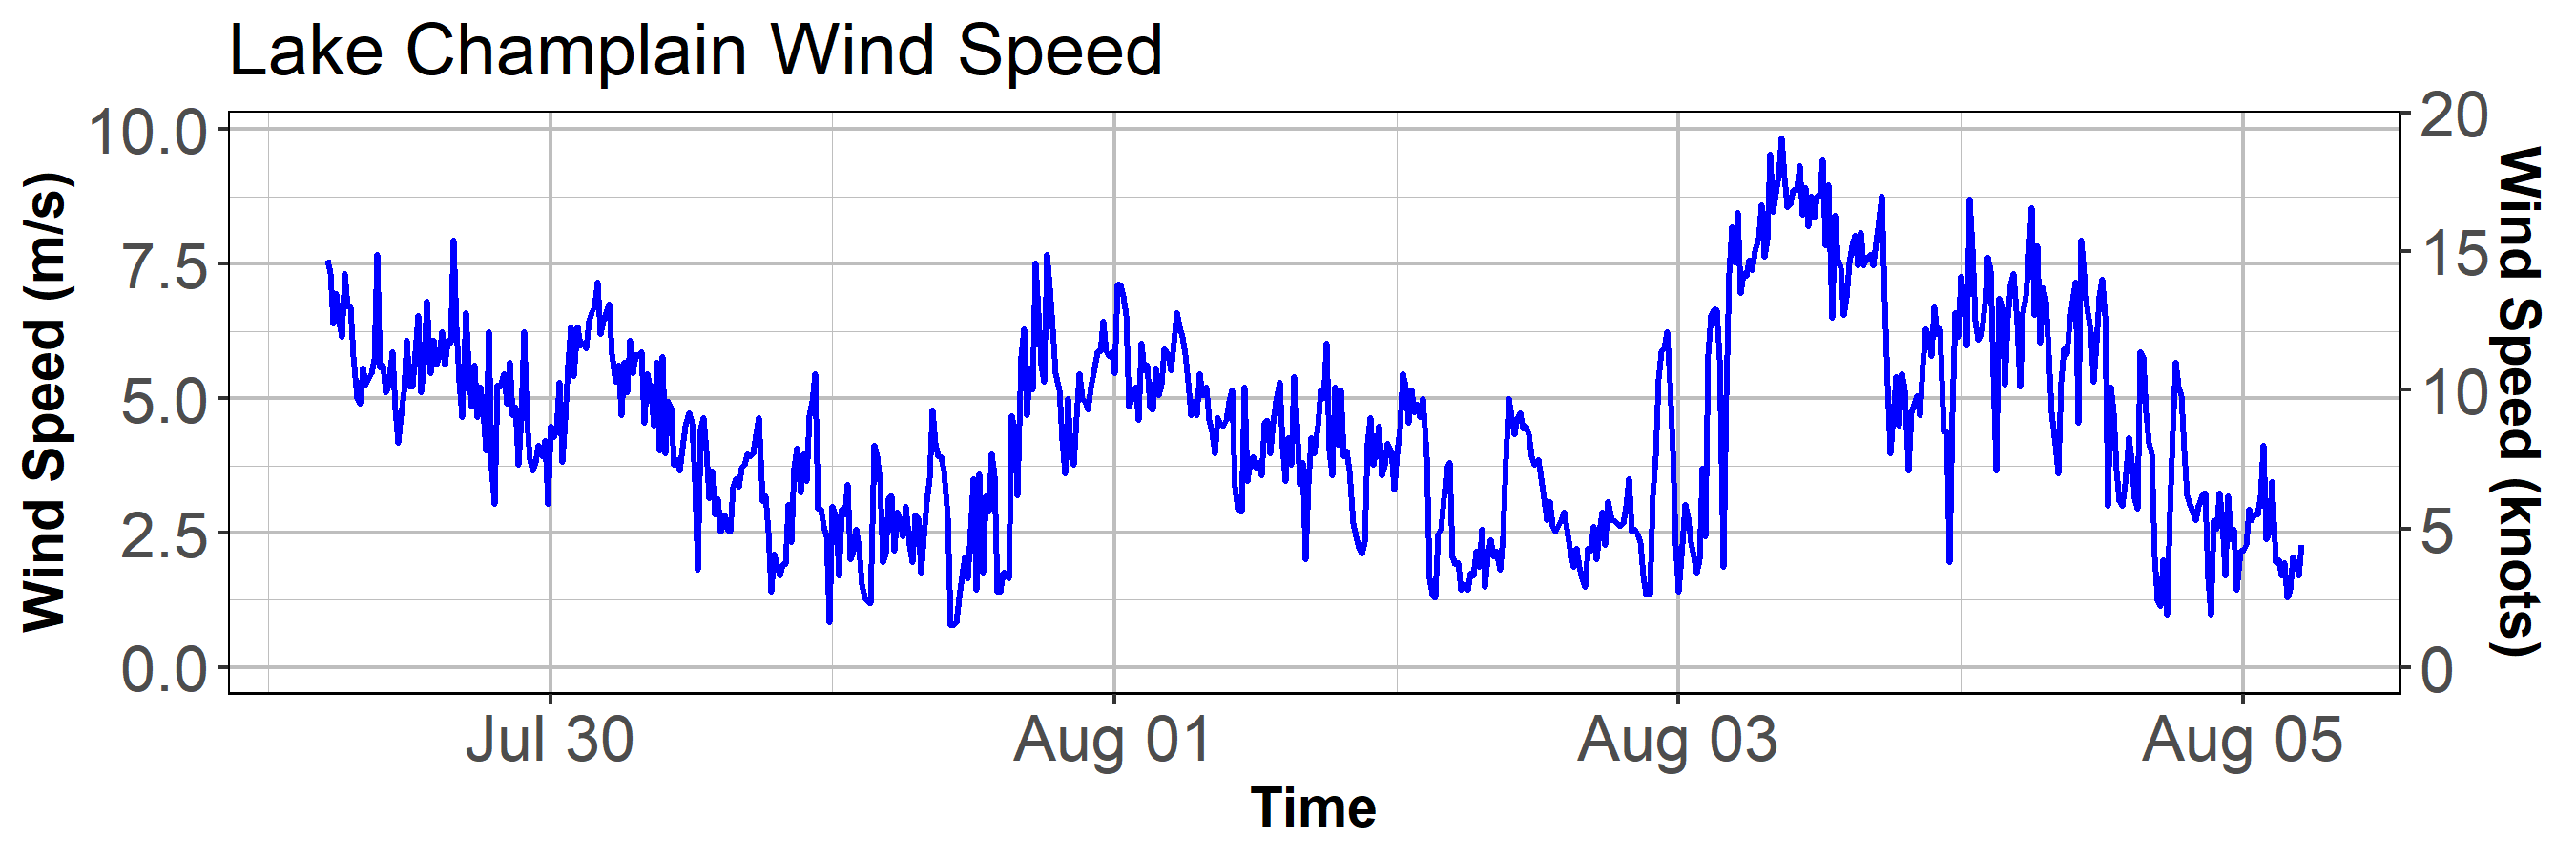 Lake Champlain Wind Speed
10.0
7.5
5.0
2.5
0.0
Wind Speed (m/s)
20
15
10
5
0
Wind Speed (knots)
Jul 30
Aug 01
Aug 03
Aug 05
Time